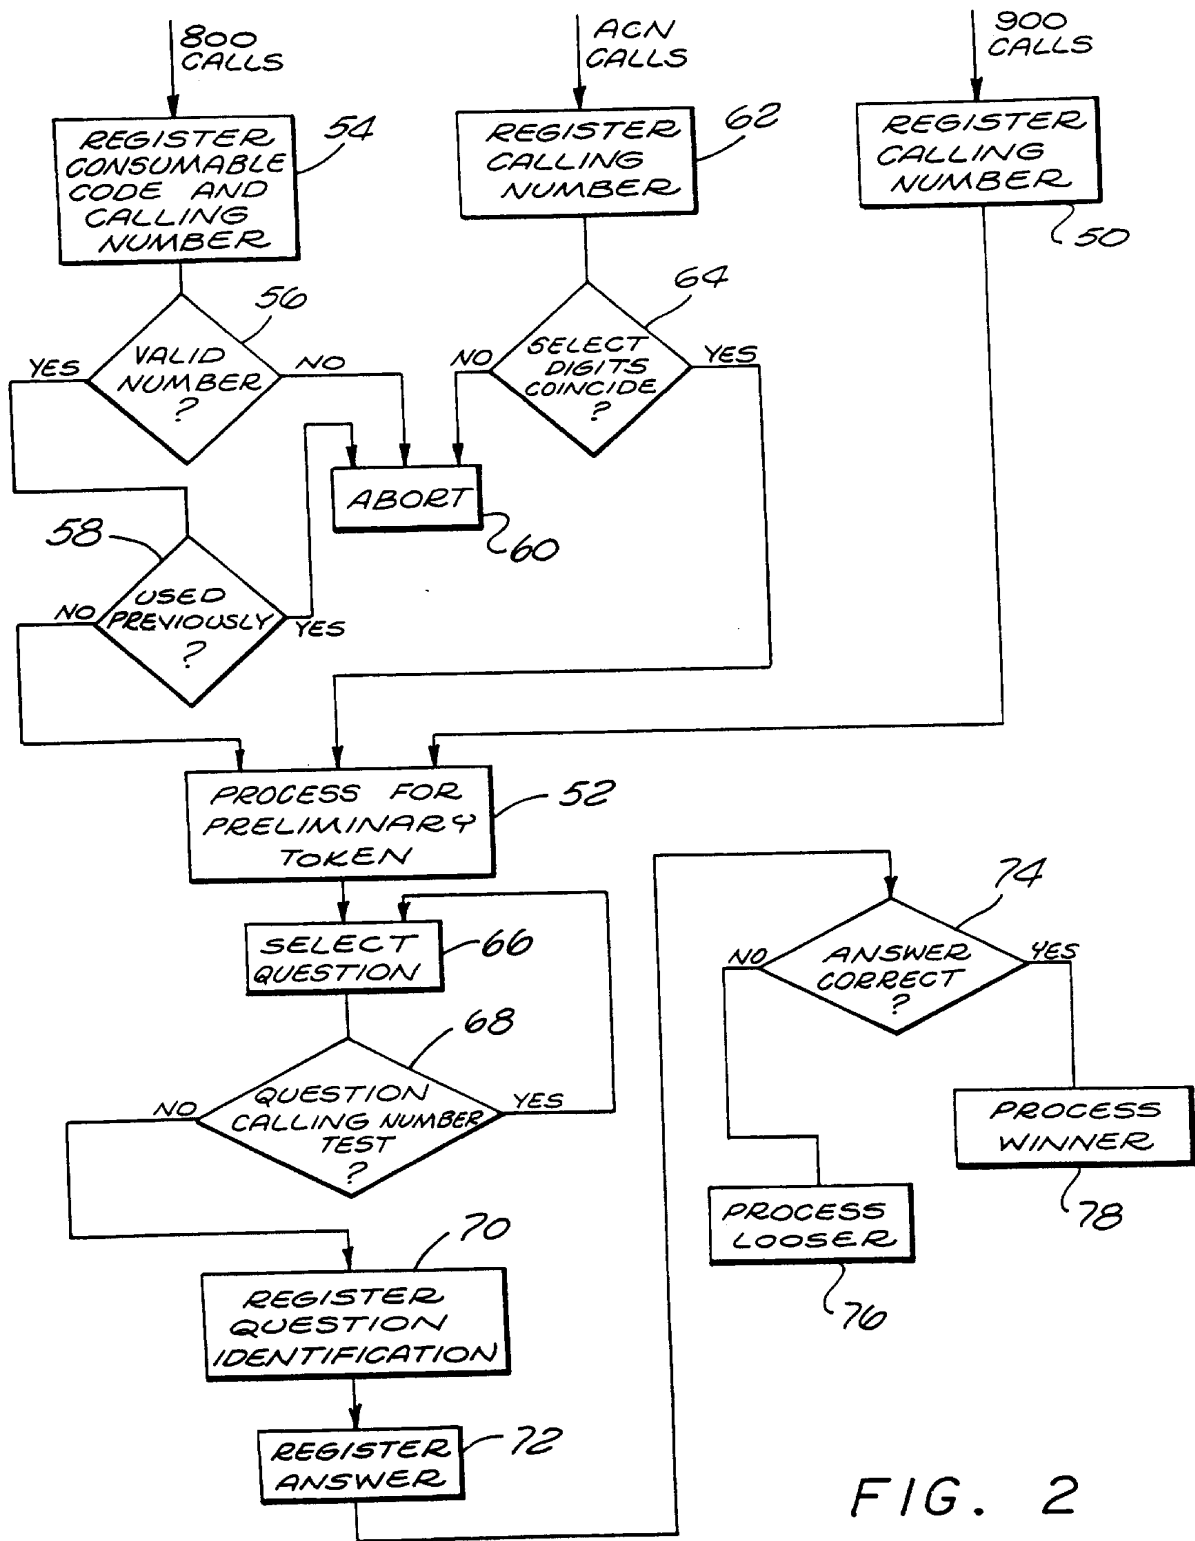 800
CALLS
ACN
CALLS
900
CALLS
REGISTER
CONSUMABLE
CODE AND
CALLING
NUMBER
54
REGISTER
CALLING
NUMBER
62
REGISTER
CALLING
NUMBER
50
VALID
NUMBER
?
56
YES
NO
SELECT
DIGITS
COINCIDE
?
64
NO
YES
ABORT
60
USED
PREVIOUSLY
?
58
NO
YES
PROCESS FOR
PRELIMINARY
TOKEN
52
SELECT
QUESTION
66
QUESTION
CALLING NUMBER
TEST
?
68
NO
YES
REGISTER
QUESTION
IDENTIFICATION
70
REGISTER
ANSWER
72
ANSWER
CORRECT
?
74
NO
YES
PROCESS
LOOSER
76
PROCESS
WINNER
78
FIG. 2